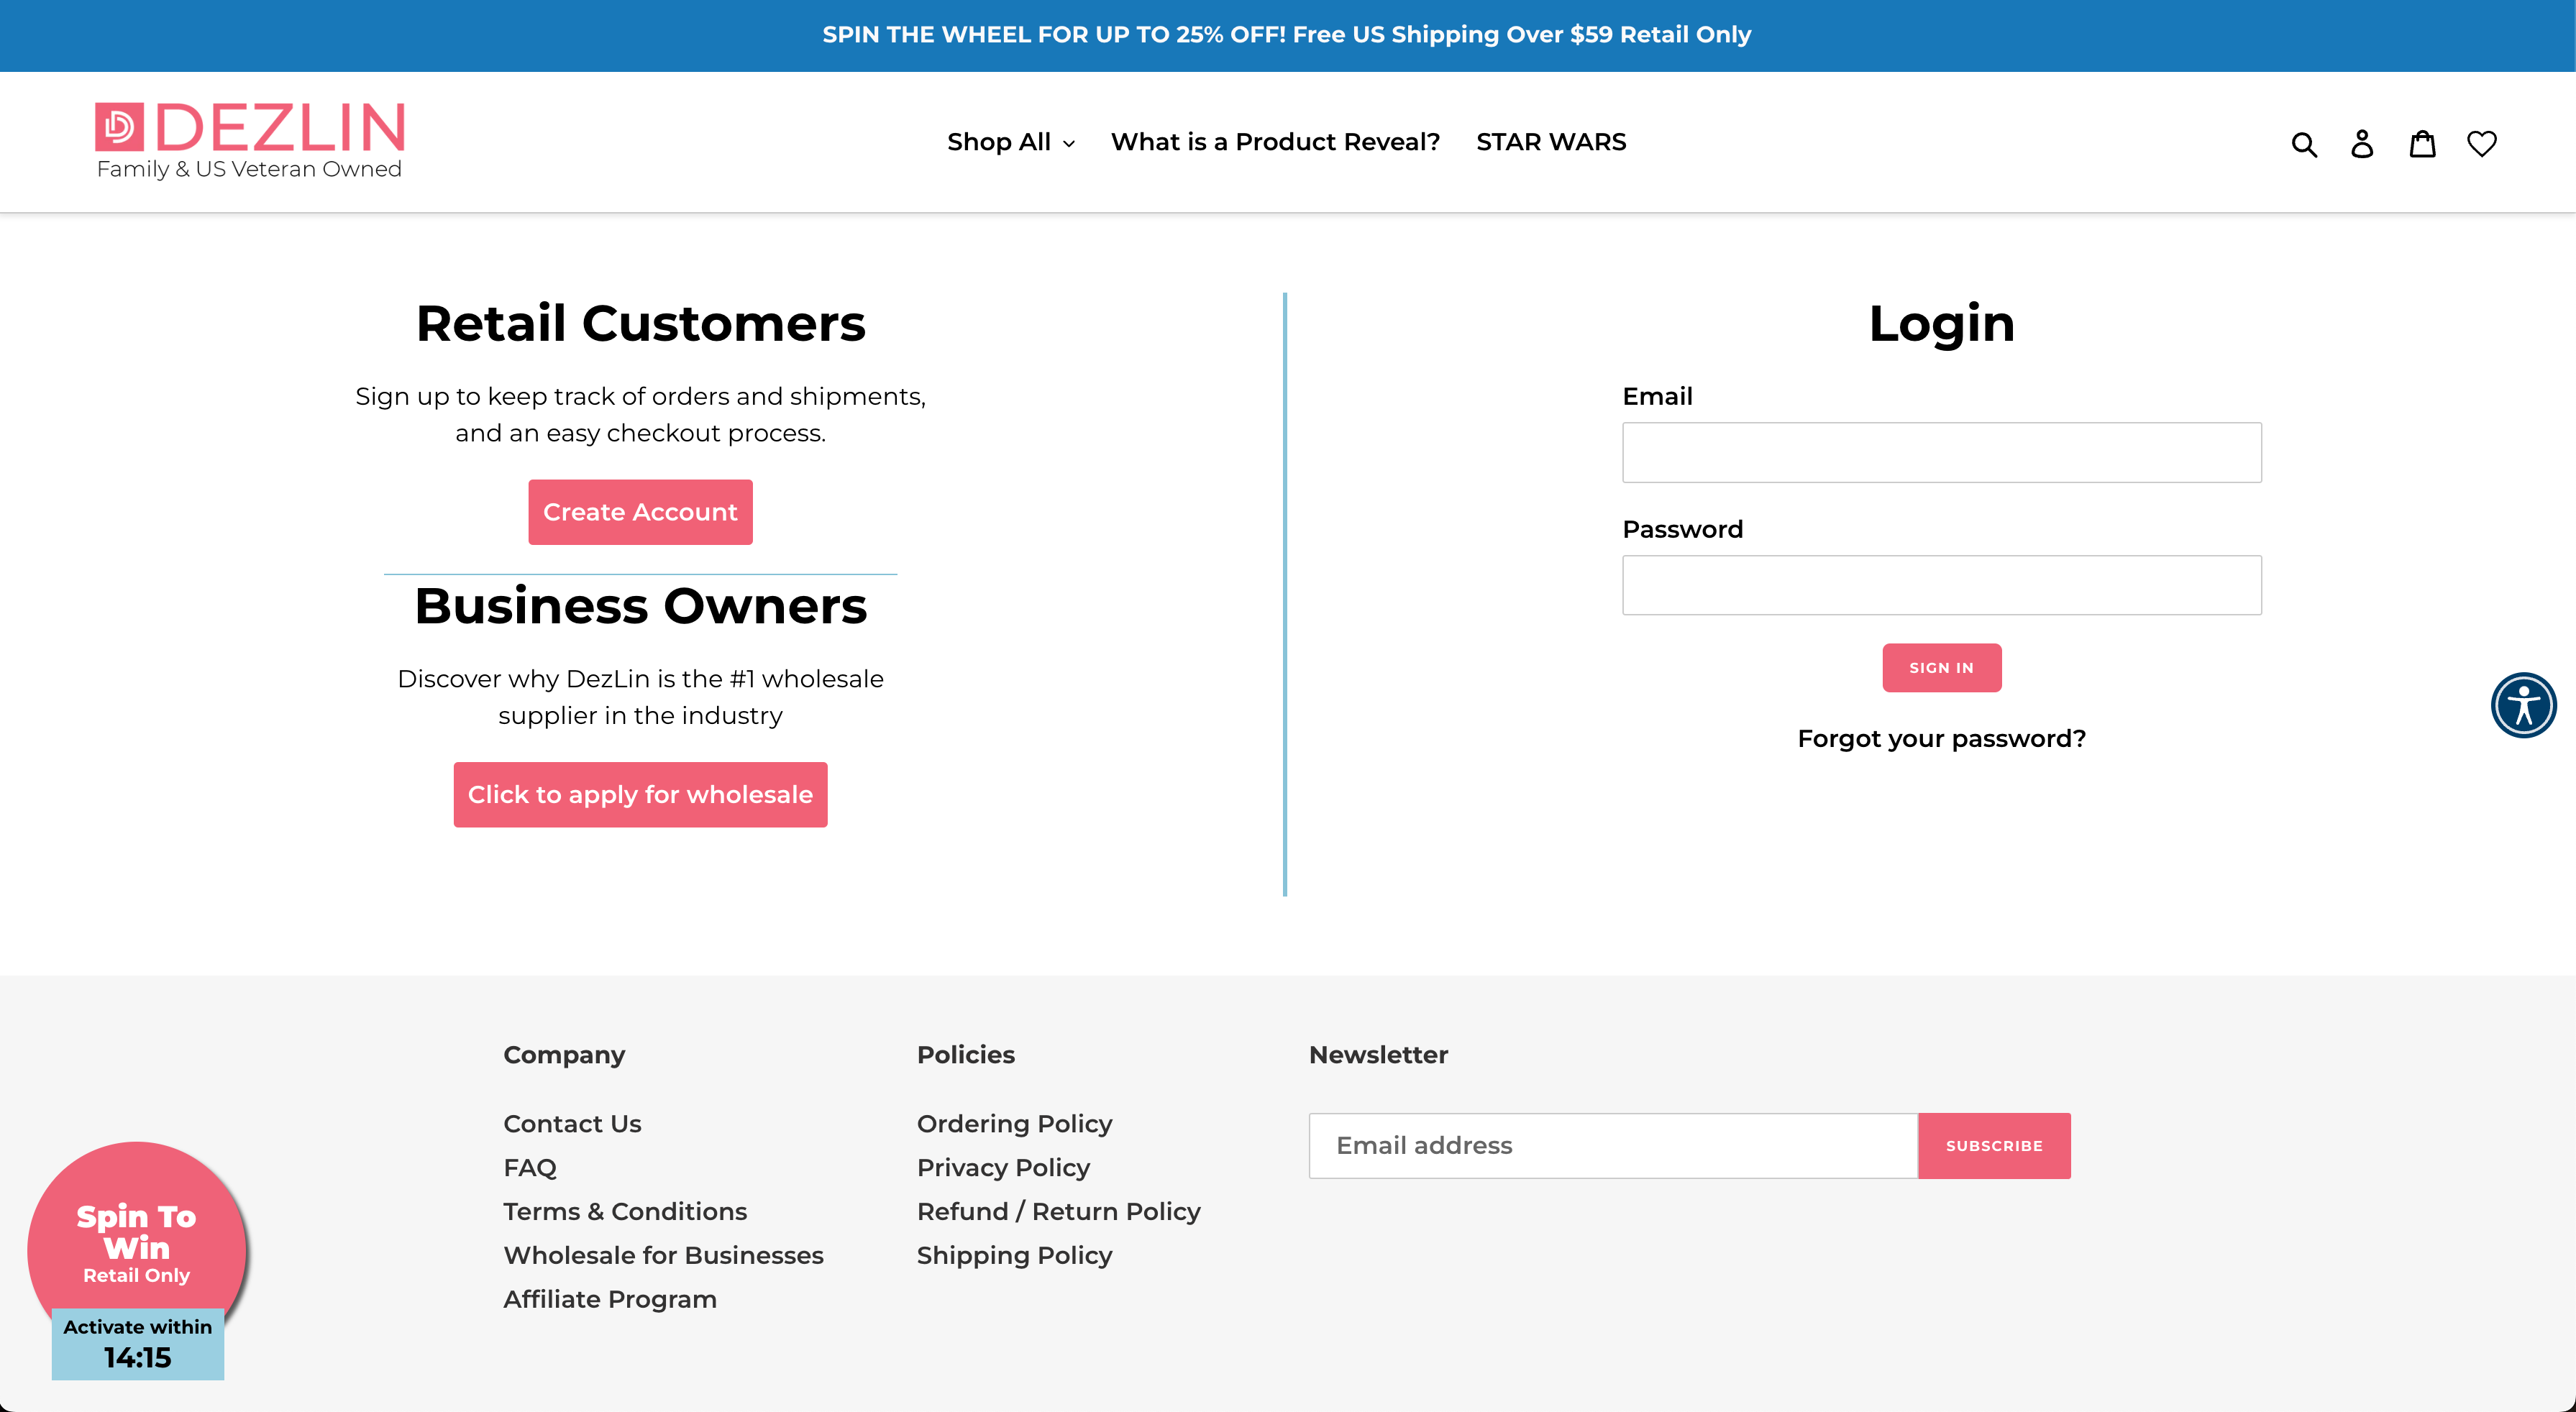 SPIN THE WHEEL FOR UP TO 25% OFF! Free US Shipping Over $59 Retail Only
DEZLIN
Family & US Veteran Owned
Shop All
What is a Product Reveal?
STAR WARS
Retail Customers
Sign up to keep track of orders and shipments,
and an easy checkout process.
Create Account
Business Owners
Discover why DezLin is the #1 wholesale
supplier in the industry
Click to apply for wholesale
Login
Email
Password
SIGN IN
Forgot your password?
Company
Contact Us
FAQ
Terms & Conditions
Wholesale for Businesses
Affiliate Program
Policies
Ordering Policy
Privacy Policy
Refund / Return Policy
Shipping Policy
Newsletter
Email address
SUBSCRIBE
Spin To
Win
Retail Only
Activate within
14:15